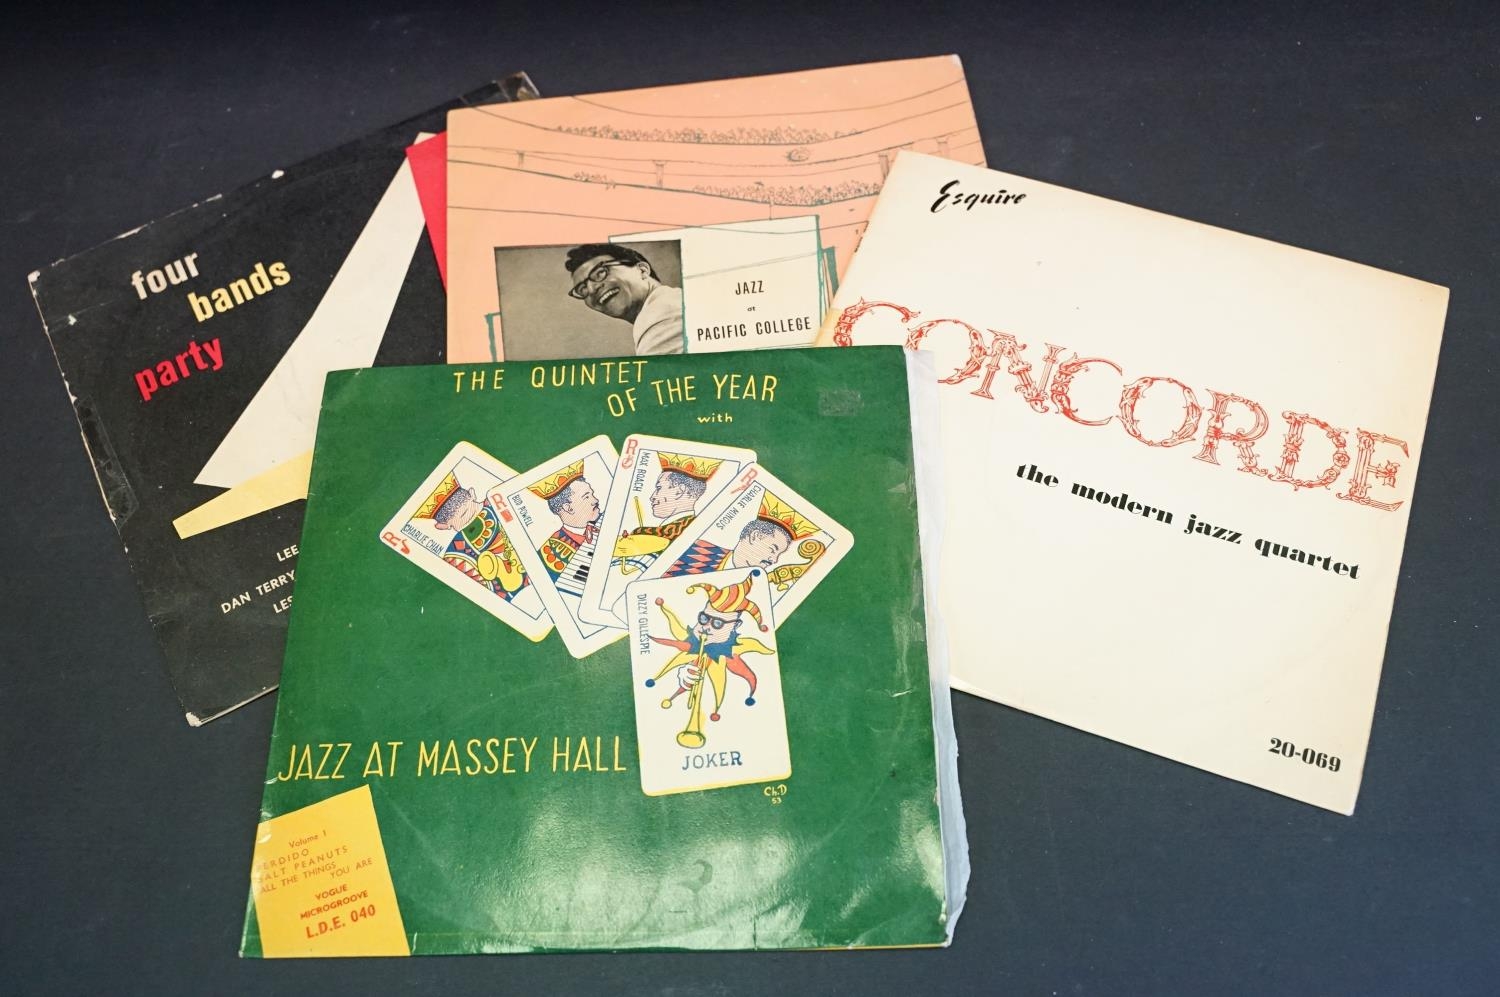 four
bands
party
LEE
DAN TERRY
LES
JAZZ
at
PACIFIC COLLEGE
Esquire
CONCORDE
the modern jazz quartet
20-069
THE QUINTET
OF THE YEAR
with
CHARLIE CHAN
BUD POWELL
MAX ROACH
CHARLIE MINGUS
DIZZY GILLESPIE
JOKER
JAZZ AT MASSEY HALL
Ch.D
53
Volume 1
PERDIDO
SALT PEANUTS
ALL THE THINGS
YOU ARE
VOGUE
MICROGROOVE
L.D.E. 040